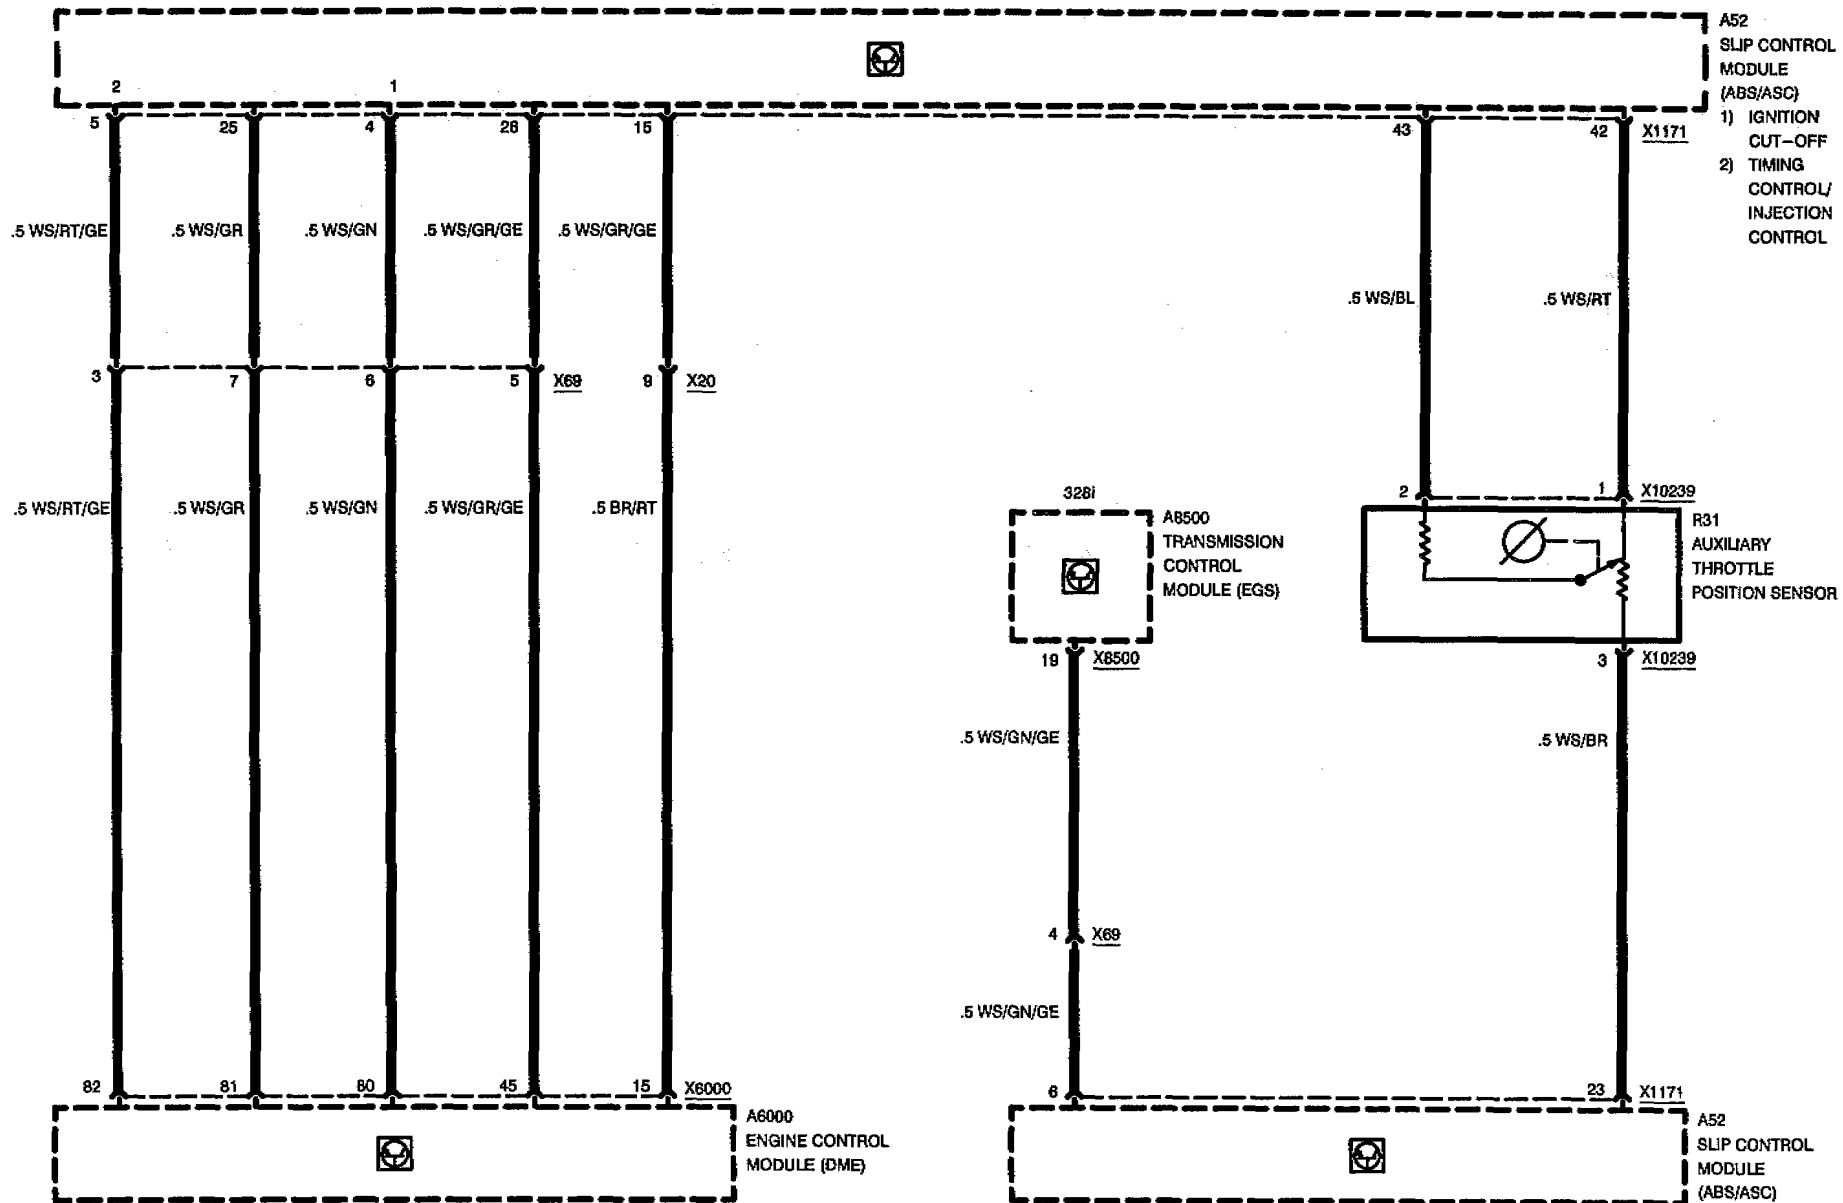 A52
SLIP CONTROL
MODULE
(ABS/ASC)
1) IGNITION
CUT-OFF
2) TIMING
CONTROL/
INJECTION
CONTROL
2 1
5 25 4 28 15 43 42 X1171
.5 WS/RT/GE .5 WS/GR .5 WS/GN .5 WS/GR/GE .5 WS/GR/GE
.5 WS/BL .5 WS/RT
3 7 6 5 X69 9 X20
.5 WS/RT/GE .5 WS/GR .5 WS/GN .5 WS/GR/GE .5 BR/RT
328i
A8500
TRANSMISSION
CONTROL
MODULE (EGS)
2 1 X10239
R31
AUXILIARY
THROTTLE
POSITION SENSOR
19 X8500
3 X10239
.5 WS/GN/GE .5 WS/BR
4 X69
.5 WS/GN/GE
82 81 80 45 15 X6000
6 23 X1171
A6000
ENGINE CONTROL
MODULE (DME)
A52
SLIP CONTROL
MODULE
(ABS/ASC)